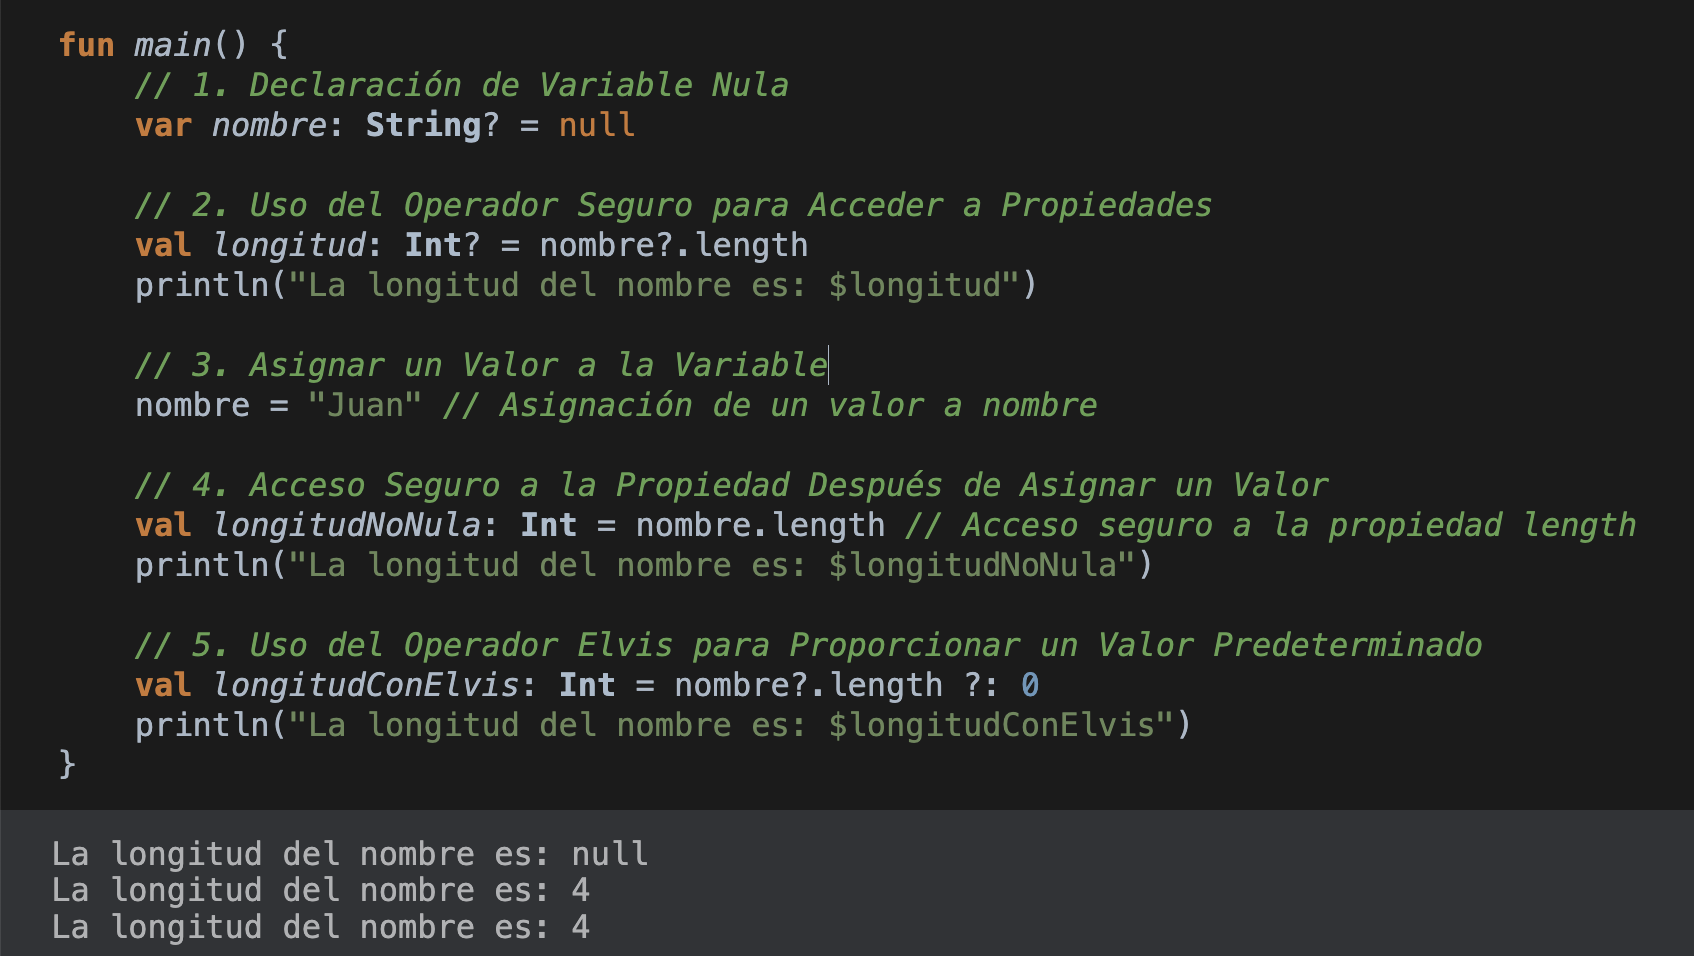 fun main() {
// 1. Declaración de Variable Nula
var nombre: String? = null
// 2. Uso del Operador Seguro para Acceder a Propiedades
val longitud: Int? = nombre?.length
println("La longitud del nombre es: $longitud")
// 3. Asignar un Valor a la Variable
nombre = "Juan" // Asignación de un valor a nombre
// 4. Acceso Seguro a la Propiedad Después de Asignar un Valor
val longitudNoNula: Int = nombre.length // Acceso seguro a la propiedad length
println("La longitud del nombre es: $longitudNoNula")
// 5. Uso del Operador Elvis para Proporcionar un Valor Predeterminado
val longitudConElvis: Int = nombre?.length ?: 0
println("La longitud del nombre es: $longitudConElvis")
}
La longitud del nombre es: null
La longitud del nombre es: 4
La longitud del nombre es: 4